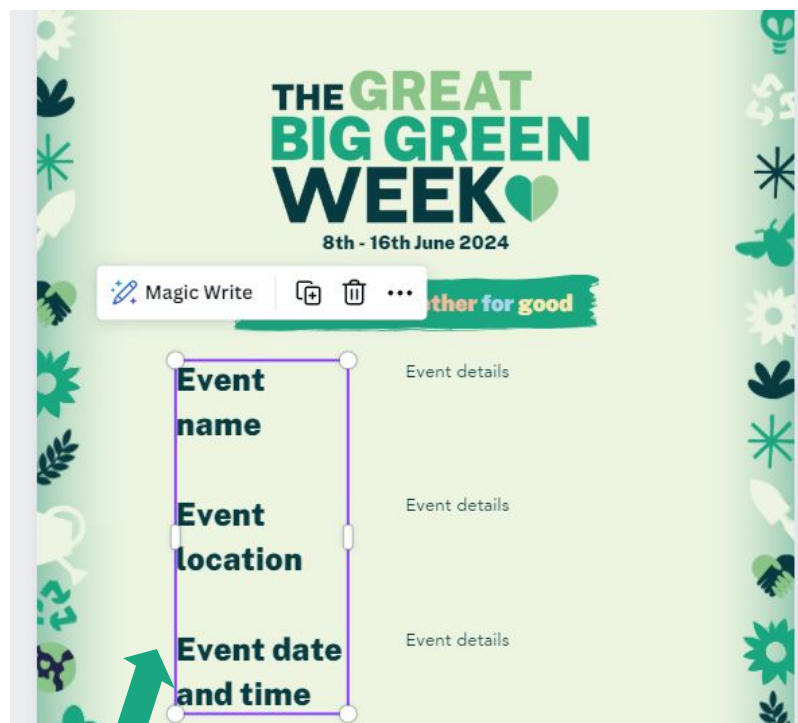 THE GREAT
BIG GREEN
WEEK
8th - 16th June 2024
Magic Write
for good
Event
name
Event details
Event
location
Event details
Event date
and time
Event details